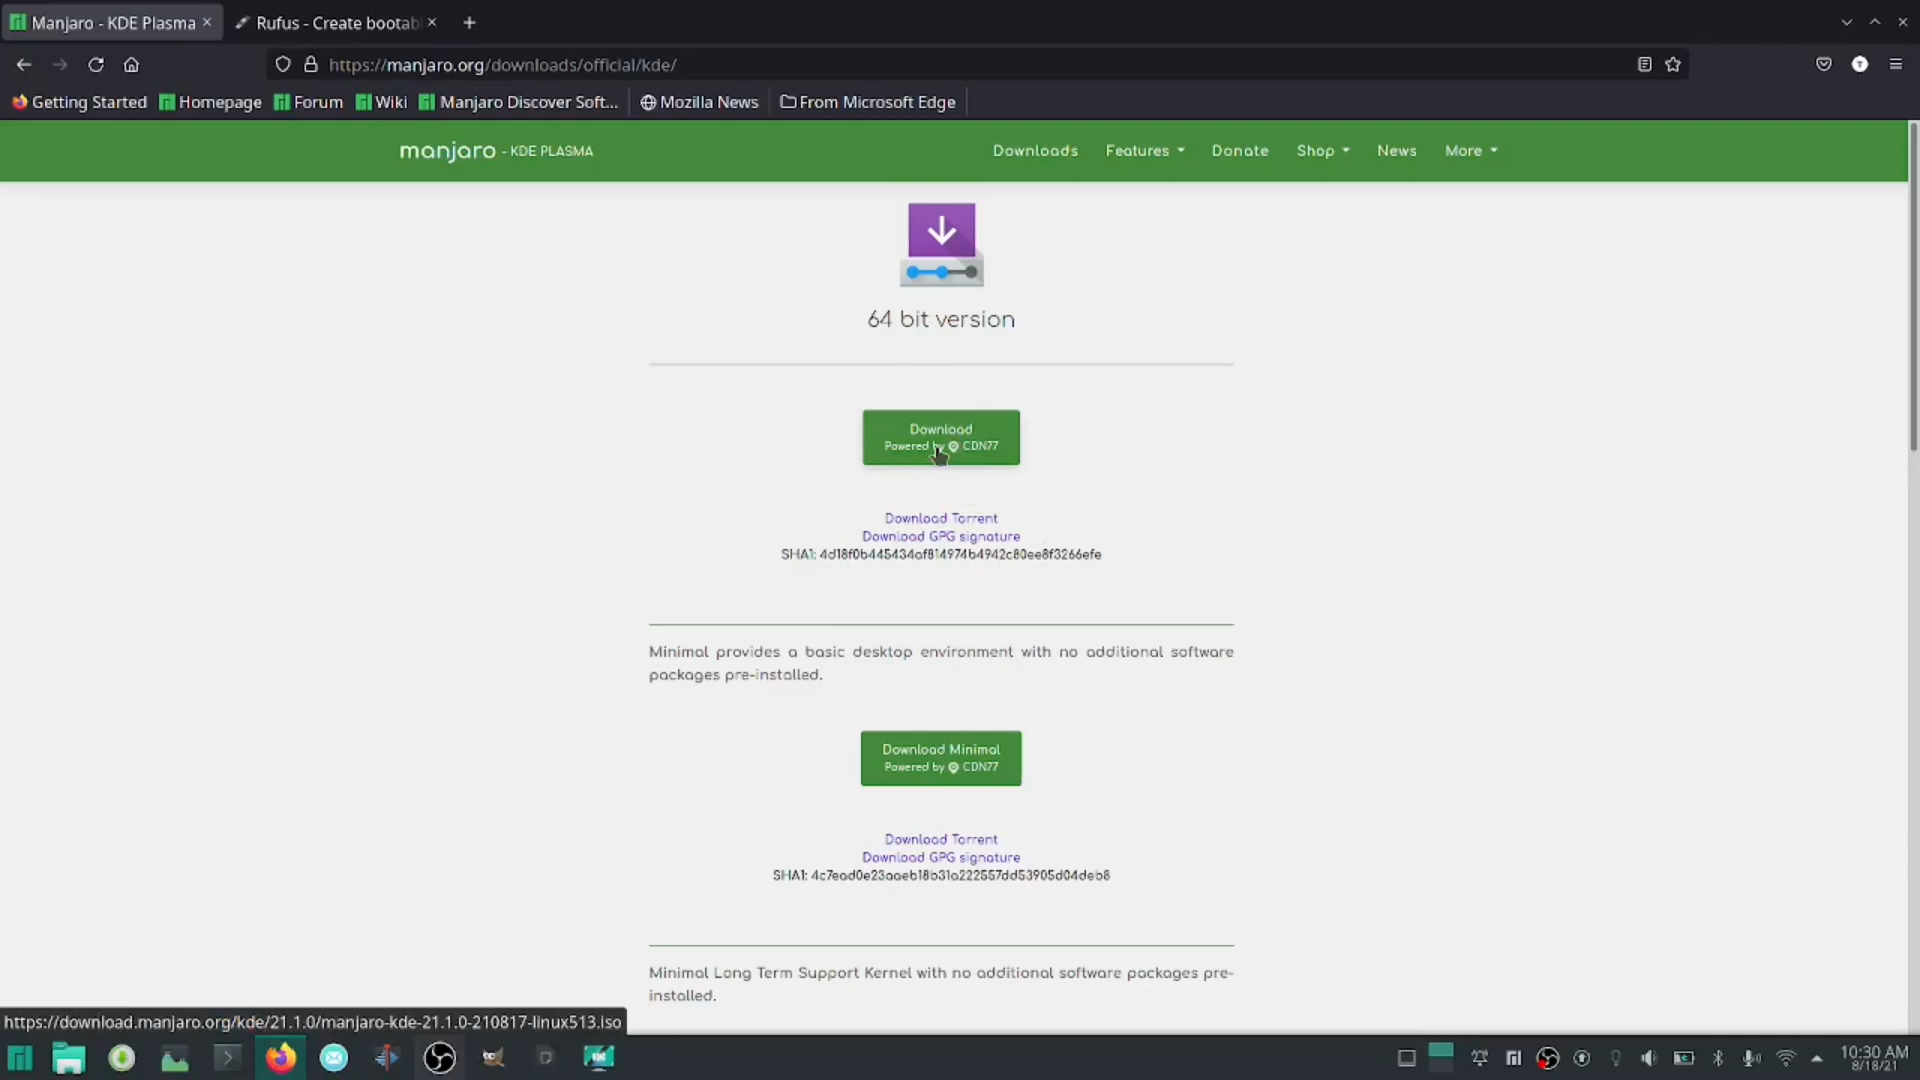 Manjaro - KDE Plasma
Rufus - Create bootab
https://manjaro.org/downloads/official/kde/
Getting Started
Homepage
Forum
Wiki
Manjaro Discover Soft...
Mozilla News
From Microsoft Edge
manjaro - KDE PLASMA
Downloads
Features
Donate
Shop
News
More
64 bit version
Download
Powered by CDN77
Download Torrent
Download GPG signature
SHA1: 4d18f0b445434af814974b4942c80ee8f3266efe
Minimal provides a basic desktop environment with no additional software
packages pre-installed.
Download Minimal
Powered by CDN77
Download Torrent
Download GPG signature
SHA1: 4c7ead0e23aaeb18b31a222557dd53905d04deb8
Minimal Long Term Support Kernel with no additional software packages pre-
installed.
https://download.manjaro.org/kde/21.1.0/manjaro-kde-21.1.0-210817-linux513.iso
10:30 AM
8/18/21